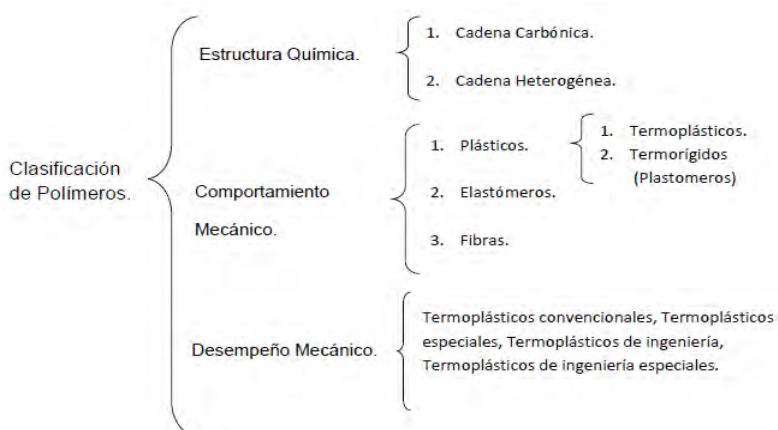 Clasificación
de Polímeros.
Estructura Química.
1. Cadena Carbónica.
2. Cadena Heterogénea.
Comportamiento
Mecánico.
1. Plásticos.
1. Termoplásticos.
2. Termorígidos
(Plastomeros)
2. Elastómeros.
3. Fibras.
Desempeño Mecánico.
Termoplásticos convencionales, Termoplásticos
especiales, Termoplásticos de ingeniería,
Termoplásticos de ingeniería especiales.